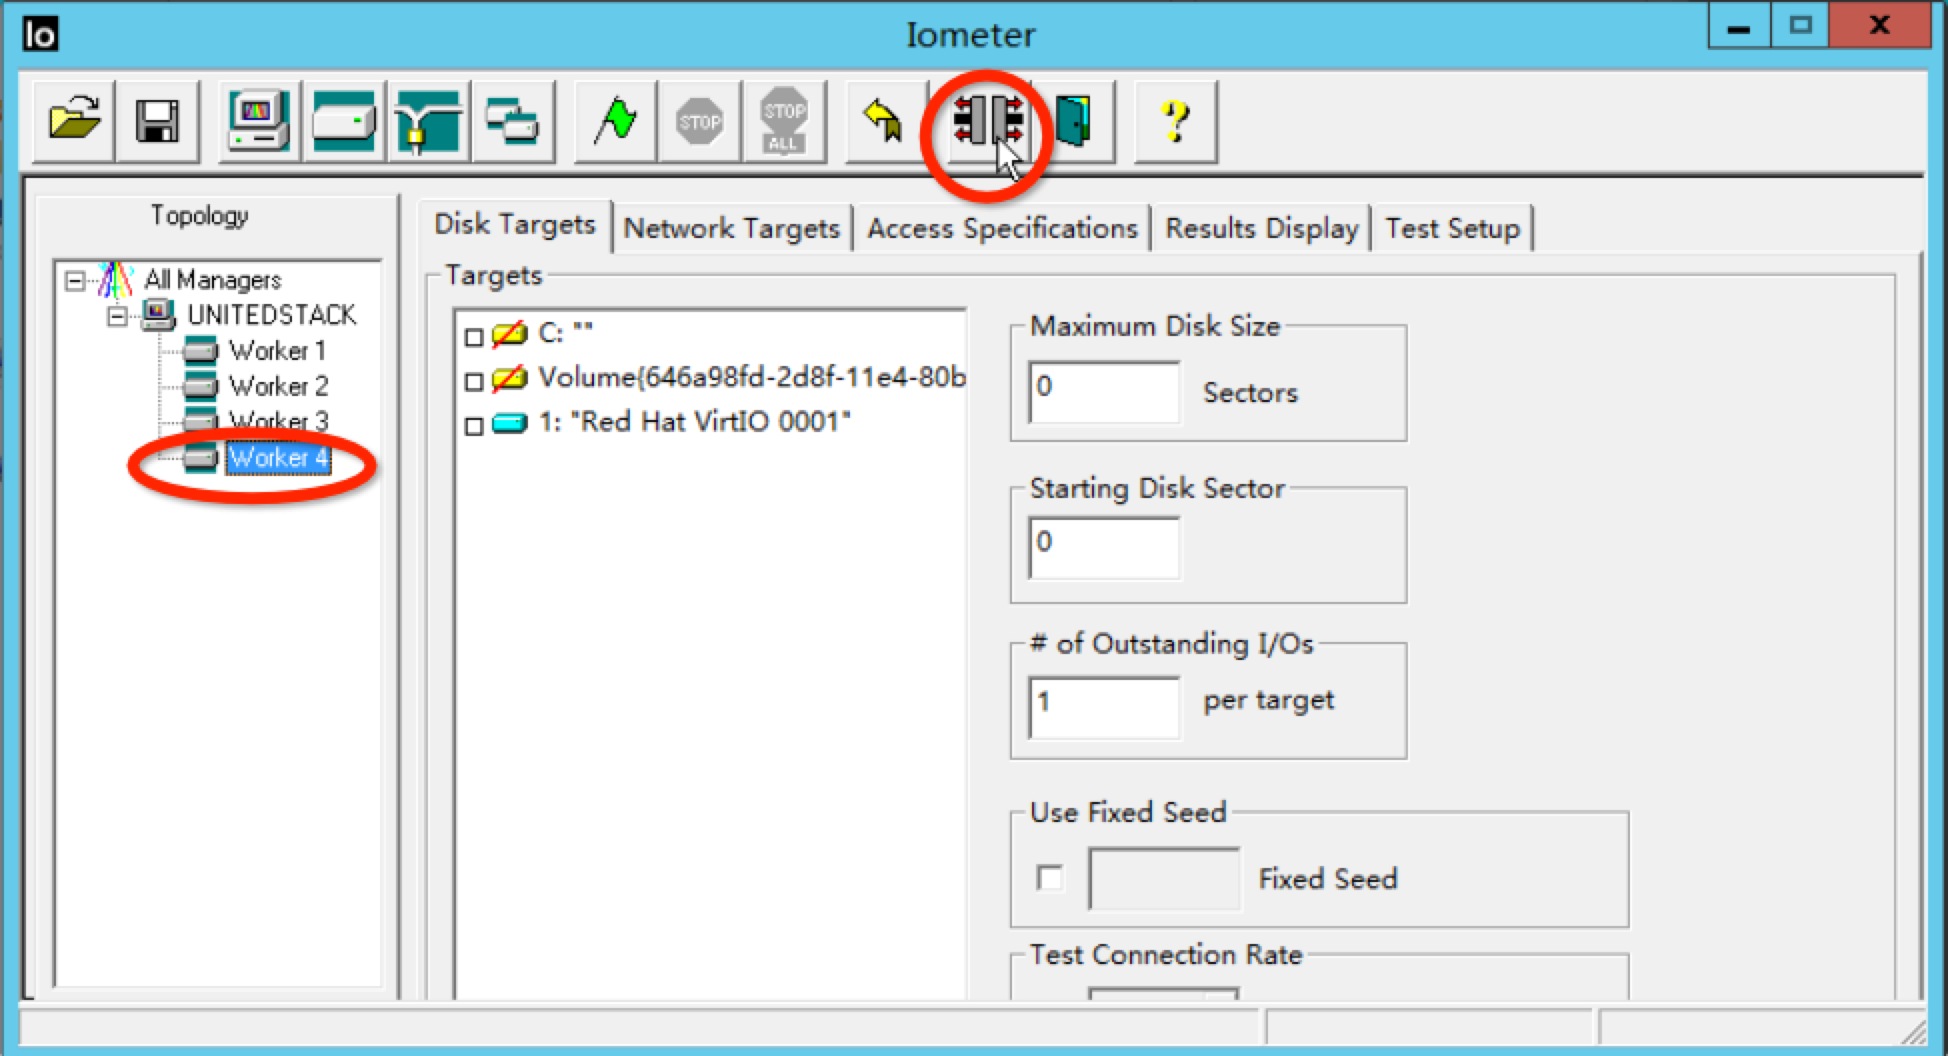 Io
Iometer
STOP
STOP
ALL
?
Topology
All Managers
UNITEDSTACK
Worker 1
Worker 2
Worker 3
Worker 4
Disk Targets
Network Targets
Access Specifications
Results Display
Test Setup
Targets
C: ""
Volume{646a98fd-2d8f-11e4-80b
1: "Red Hat VirtIO 0001"
Maximum Disk Size
0
Sectors
Starting Disk Sector
0
# of Outstanding I/Os
1
per target
Use Fixed Seed
Fixed Seed
Test Connection Rate